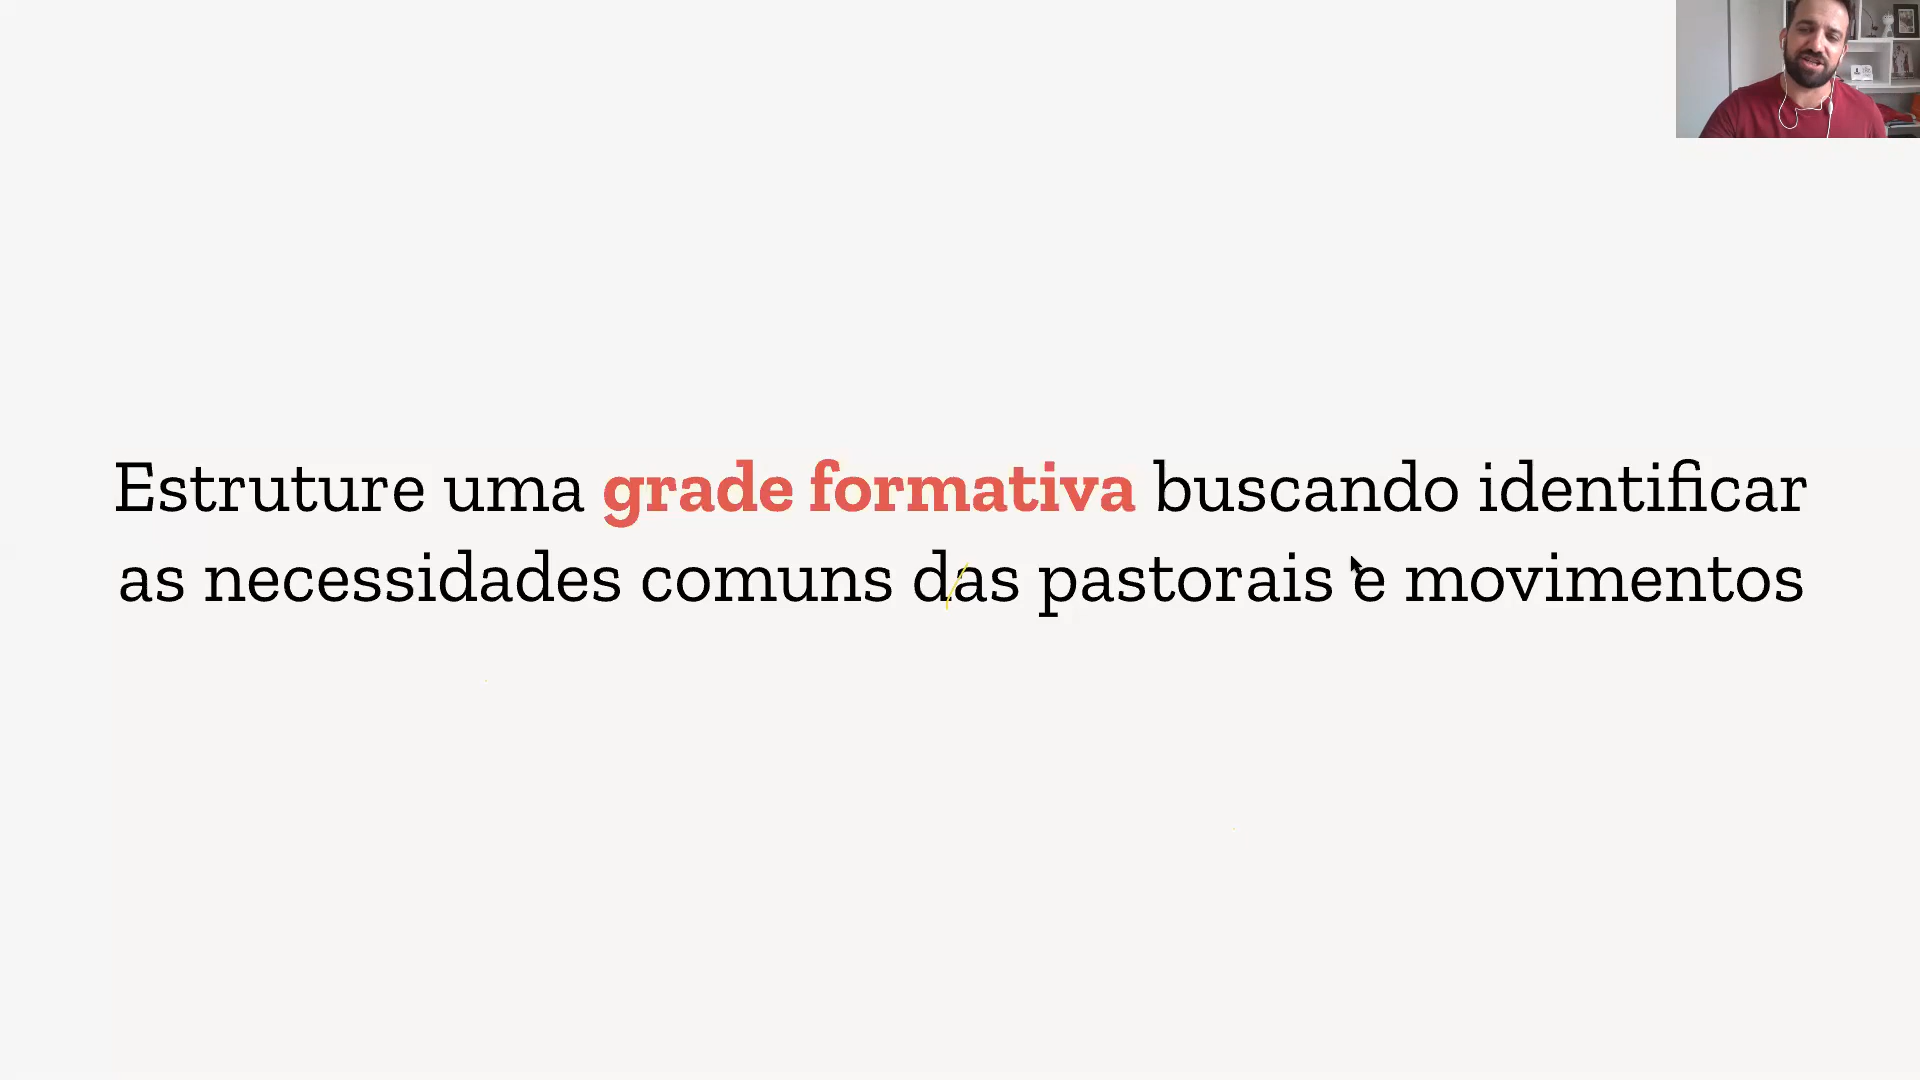 Estruture uma grade formativa buscando identificar
as necessidades comuns das pastorais e movimentos